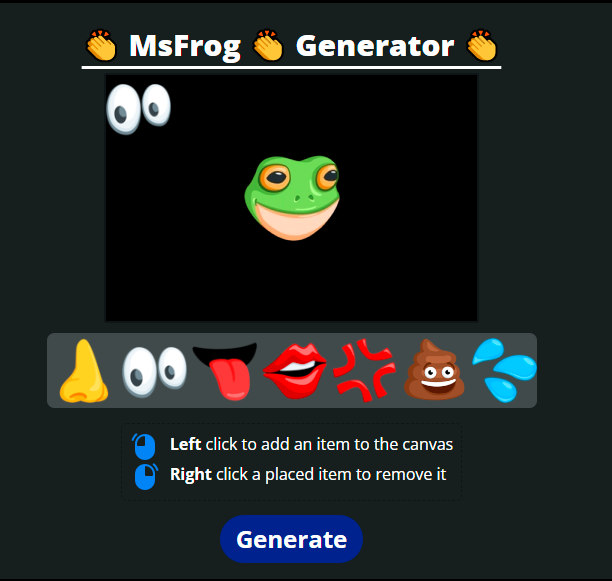 👏 MsFrog 👏 Generator 👏
Left click to add an item to the canvas
Right click a placed item to remove it
Generate